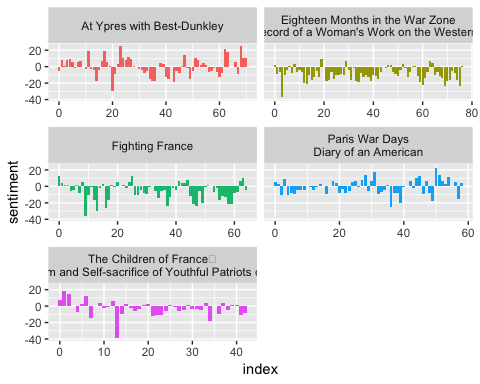 At Ypres with Best-Dunkley
Eighteen Months in the War Zone
ecord of a Woman's Work on the Western
20
0
-20
-40
0 20 40 60
0 20 40 60 80
Fighting France
Paris War Days
Diary of an American
sentiment
20
0
-20
-40
0 20 40 60
0 20 40 60
The Children of France
m and Self-sacrifice of Youthful Patriots o
20
0
-20
-40
0 10 20 30 40
index